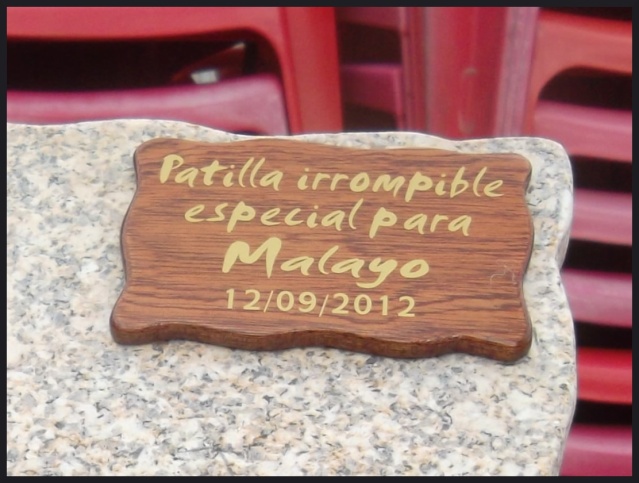 Patilla irrompible
especial para
Malayo
12/09/2012